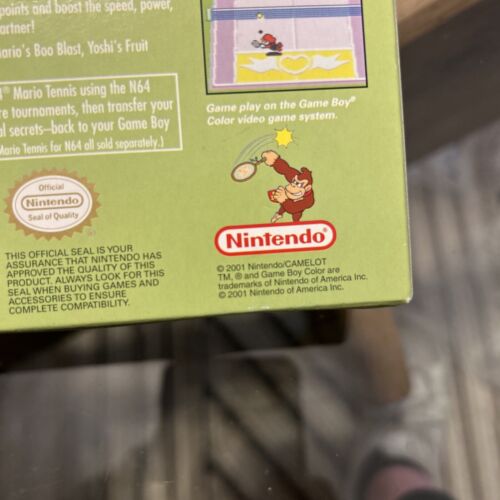 points and boost the speed, power,
partner!
Mario's Boo Blast, Yoshi's Fruit
® Mario Tennis using the N64
re tournaments, then transfer your
al secrets–back to your Game Boy
Mario Tennis for N64 all sold separately.)
Game play on the Game Boy®
Color video game system.
Official
Nintendo
Seal of Quality
THIS OFFICIAL SEAL IS YOUR
ASSURANCE THAT NINTENDO HAS
APPROVED THE QUALITY OF THIS
PRODUCT. ALWAYS LOOK FOR THIS
SEAL WHEN BUYING GAMES AND
ACCESSORIES TO ENSURE
COMPLETE COMPATIBILITY.
Nintendo®
© 2001 Nintendo/CAMELOT
TM, ® and Game Boy Color are
trademarks of Nintendo of America Inc.
© 2001 Nintendo of America Inc.